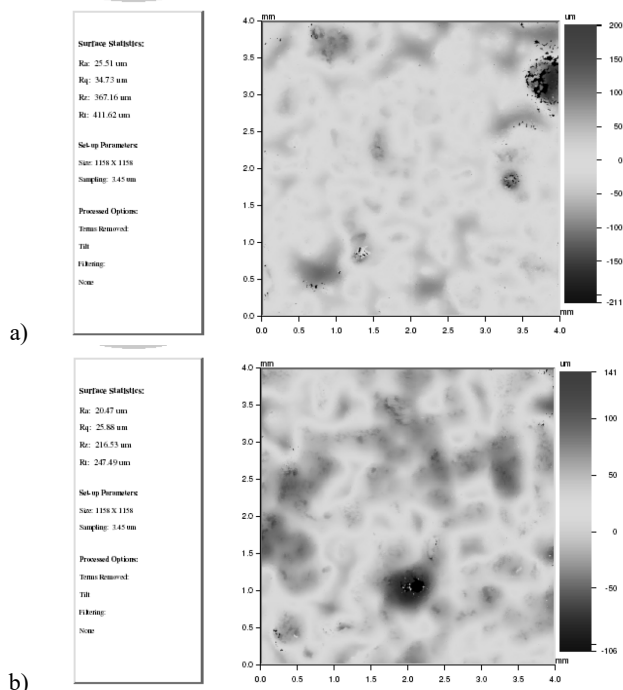 Surface Statistics:
Ra: 25.51 um
Rq: 34.73 um
Rz: 367.16 um
Rt: 411.62 um
Set-up Parameters:
Size: 1158 X 1158
Sampling: 3.45 um
Processed Options:
Terms Removed:
Tilt
Filtering:
None
mm
4.0
3.5
3.0
2.5
2.0
1.5
1.0
0.5
0.0
0.0 0.5 1.0 1.5 2.0 2.5 3.0 3.5 4.0
mm
um
200
150
100
50
0
-50
-100
-150
-211
a)
Surface Statistics:
Ra: 20.47 um
Rq: 25.88 um
Rz: 216.53 um
Rt: 247.49 um
Set-up Parameters:
Size: 1158 X 1158
Sampling: 3.45 um
Processed Options:
Terms Removed:
Tilt
Filtering:
None
mm
4.0
3.5
3.0
2.5
2.0
1.5
1.0
0.5
0.0
0.0 0.5 1.0 1.5 2.0 2.5 3.0 3.5 4.0
mm
um
141
100
50
0
-50
-106
b)